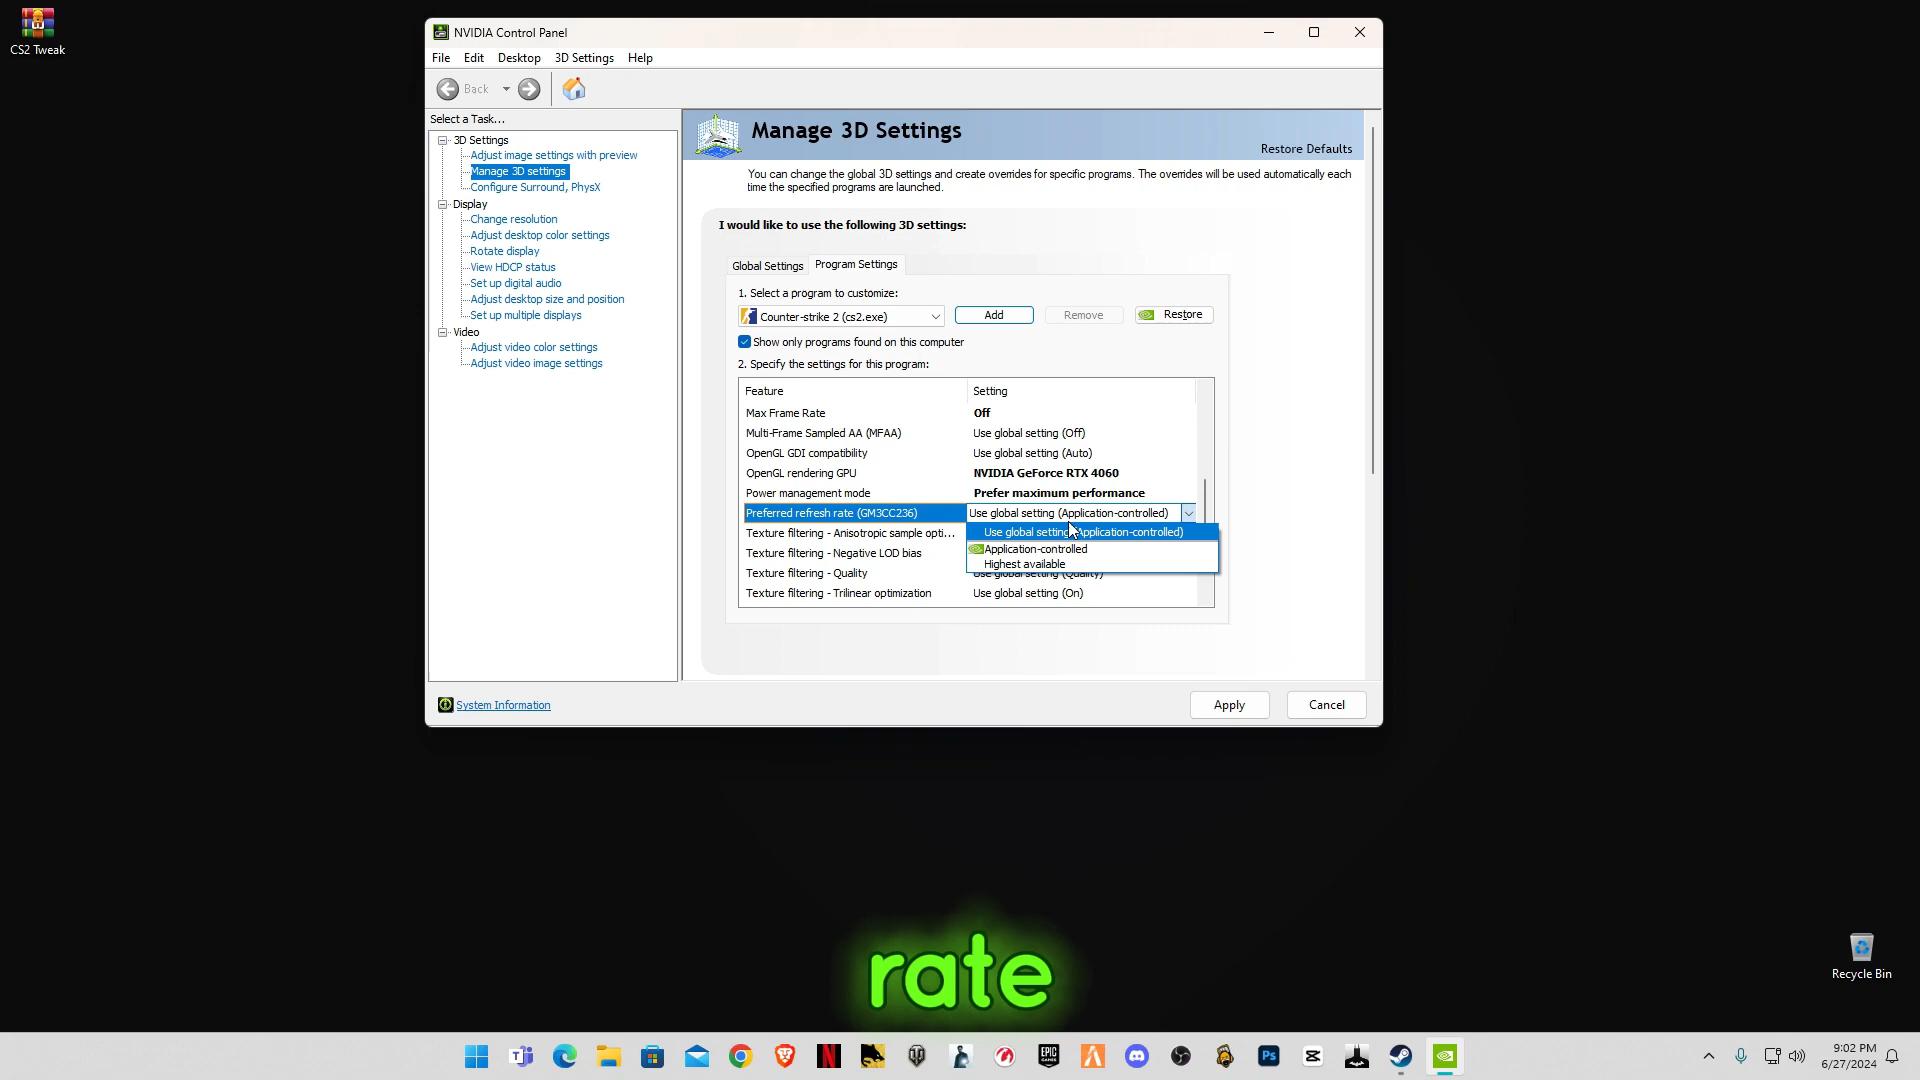 CS2 Tweak
NVIDIA Control Panel
File Edit Desktop 3D Settings Help
Back
Select a Task...
3D Settings
Adjust image settings with preview
Manage 3D settings
Configure Surround, PhysX
Display
Change resolution
Adjust desktop color settings
Rotate display
View HDCP status
Set up digital audio
Adjust desktop size and position
Set up multiple displays
Video
Adjust video color settings
Adjust video image settings
System Information
Manage 3D Settings
Restore Defaults
You can change the global 3D settings and create overrides for specific programs. The overrides will be used automatically each
time the specified programs are launched.
I would like to use the following 3D settings:
Global Settings Program Settings
1. Select a program to customize:
Counter-strike 2 (cs2.exe) Add Remove Restore
Show only programs found on this computer
2. Specify the settings for this program:
Feature Setting
Max Frame Rate Off
Multi-Frame Sampled AA (MFAA) Use global setting (Off)
OpenGL GDI compatibility Use global setting (Auto)
OpenGL rendering GPU NVIDIA GeForce RTX 4060
Power management mode Prefer maximum performance
Preferred refresh rate (GM3CC236) Use global setting (Application-controlled)
Use global setting (Application-controlled)
Application-controlled
Highest available
Texture filtering - Anisotropic sample opti...
Texture filtering - Negative LOD bias
Texture filtering - Quality Use global setting (Quality)
Texture filtering - Trilinear optimization Use global setting (On)
Apply Cancel
rate
Recycle Bin
EPIC
GAMES
Ps
9:02 PM
6/27/2024